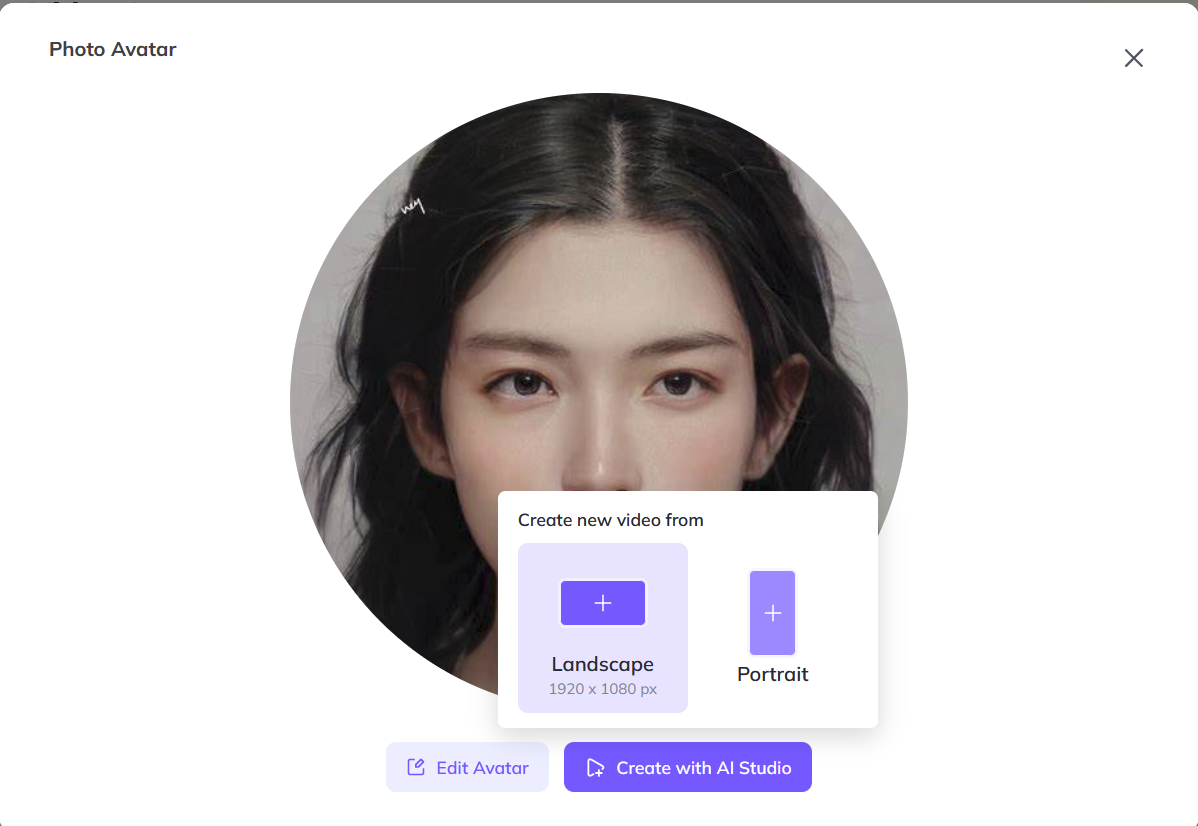 Photo Avatar
Create new video from
Landscape
1920 x 1080 px
Portrait
Edit Avatar
Create with AI Studio